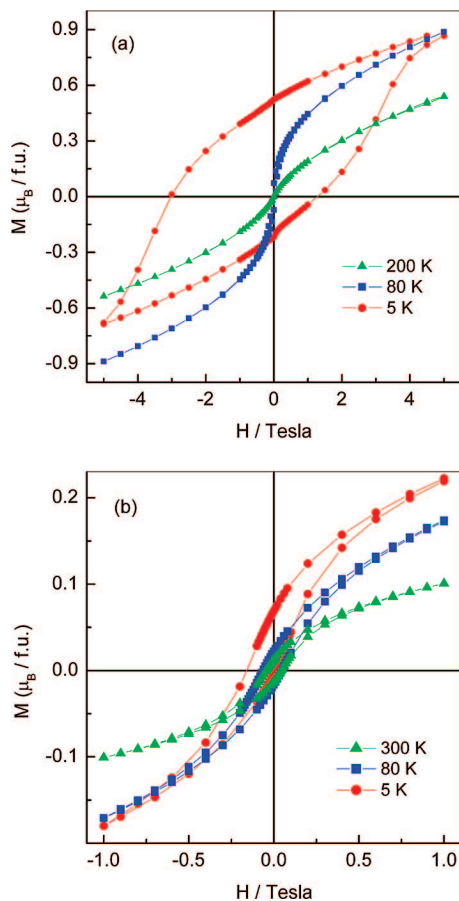 (a)
0.9
0.6
0.3
0.0
-0.3
-0.6
-0.9
M (μB / f.u.)
200 K
80 K
5 K
-4 -2 0 2 4
H / Tesla
(b)
0.2
0.1
0.0
-0.1
M (μB / f.u.)
300 K
80 K
5 K
-1.0 -0.5 0.0 0.5 1.0
H / Tesla